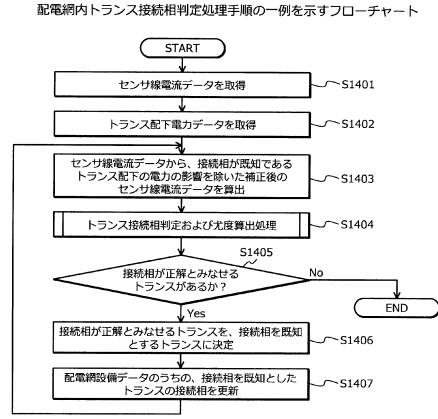 配電網内トランス接続相判定処理手順の一例を示すフローチャート
START
センサ線電流データを取得
S1401
トランス配下電力データを取得
S1402
センサ線電流データから、接続相が既知である
トランス配下の電力の影響を除いた補正後の
センサ線電流データを算出
S1403
トランス接続相判定および尤度算出処理
S1404
S1405
接続相が正解とみなせる
トランスがあるか?
No
END
Yes
接続相が正解とみなせるトランスを、接続相を既知
とするトランスに決定
S1406
配電網設備データのうちの、接続相を既知とした
トランスの接続相を更新
S1407